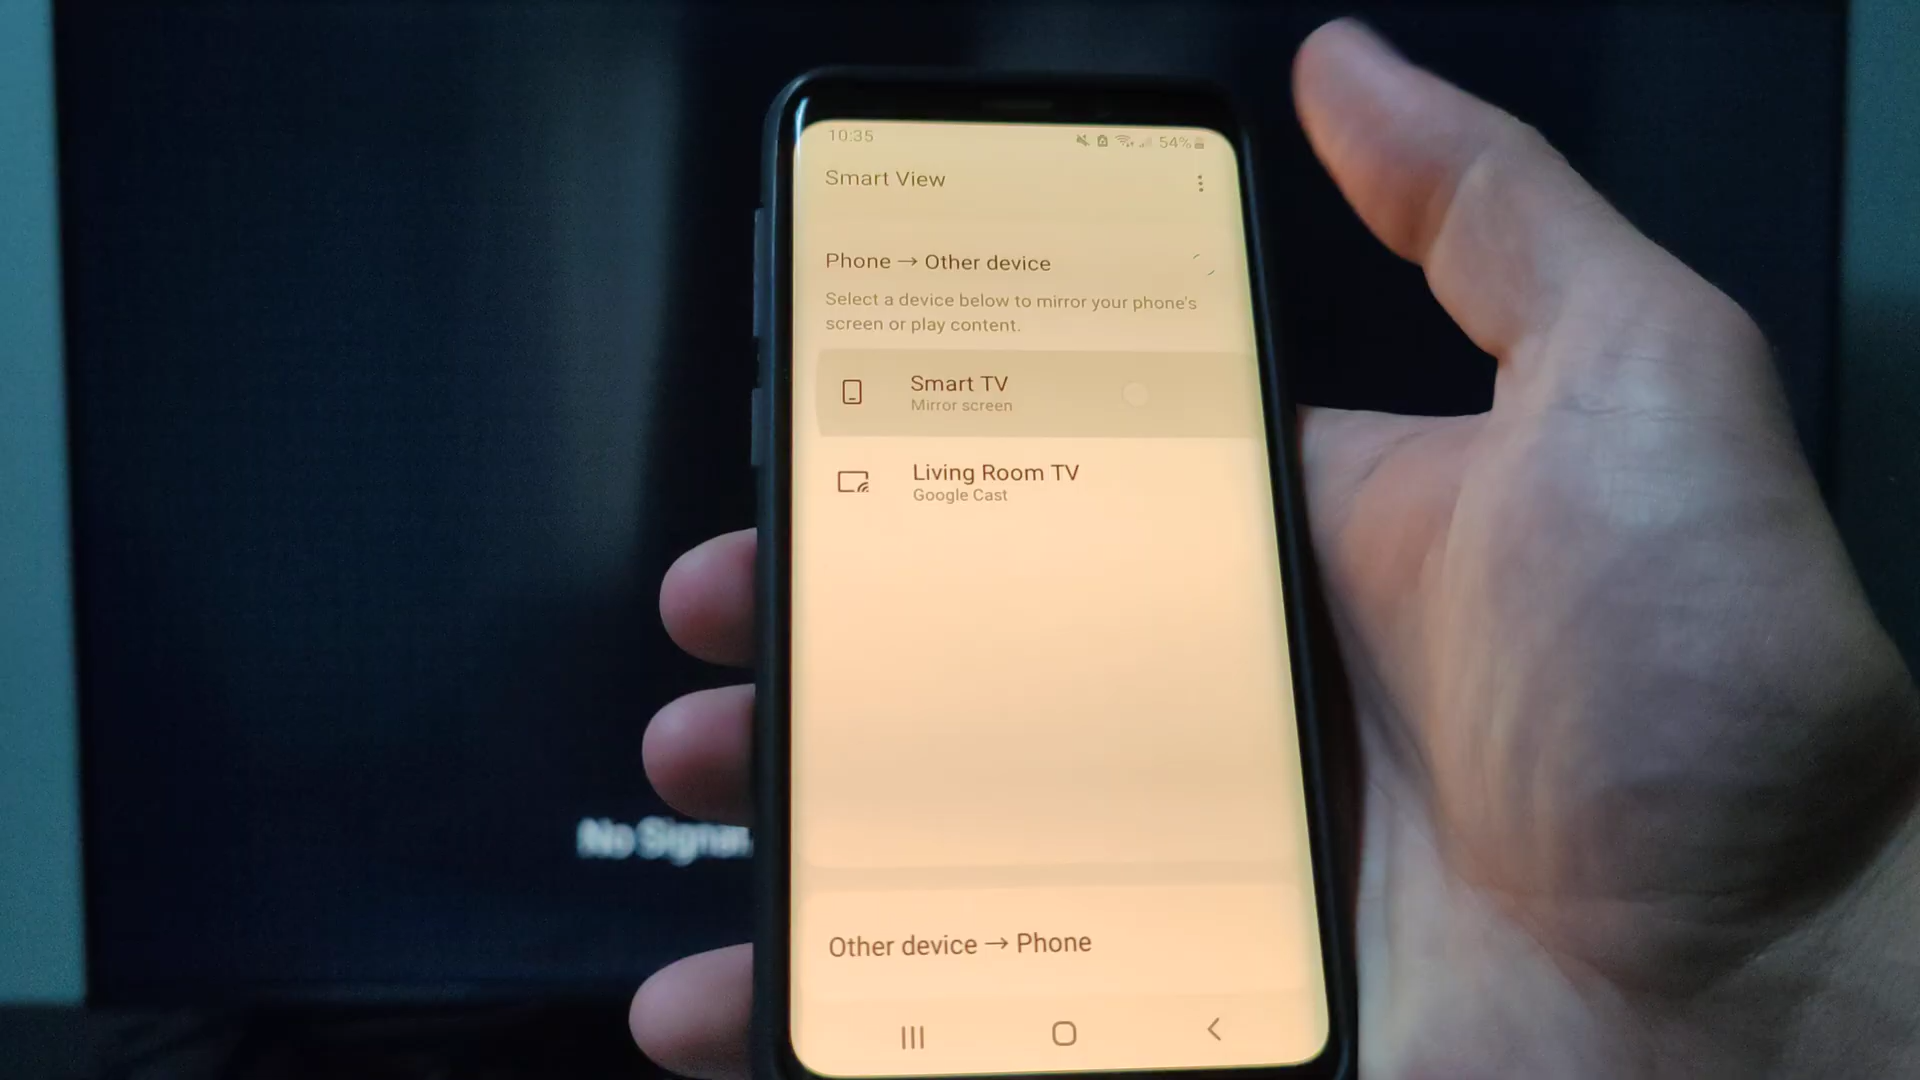 10:35
54%
Smart View
Phone → Other device
Select a device below to mirror your phone's
screen or play content.
Smart TV
Mirror screen
Living Room TV
Google Cast
No Signal
Other device → Phone